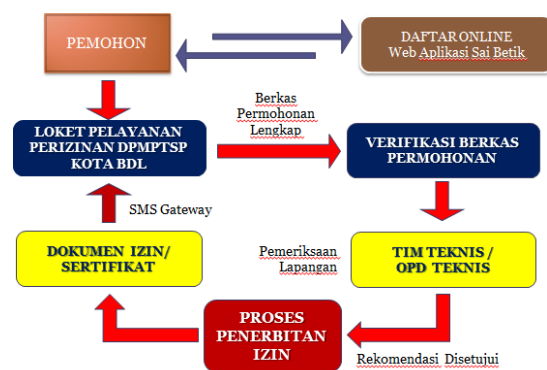 PEMOHON
DAFTAR ONLINE
Web Aplikasi Sai Betik
Berkas
Permohonan
Lengkap
LOKET PELAYANAN
PERIZINAN DPMPTSP
KOTA BDL
VERIFIKASI BERKAS
PERMOHONAN
SMS Gateway
DOKUMEN IZIN/
SERTIFIKAT
Pemeriksaan
Lapangan
TIM TEKNIS /
OPD TEKNIS
PROSES
PENERBITAN
IZIN
Rekomendasi Disetujui